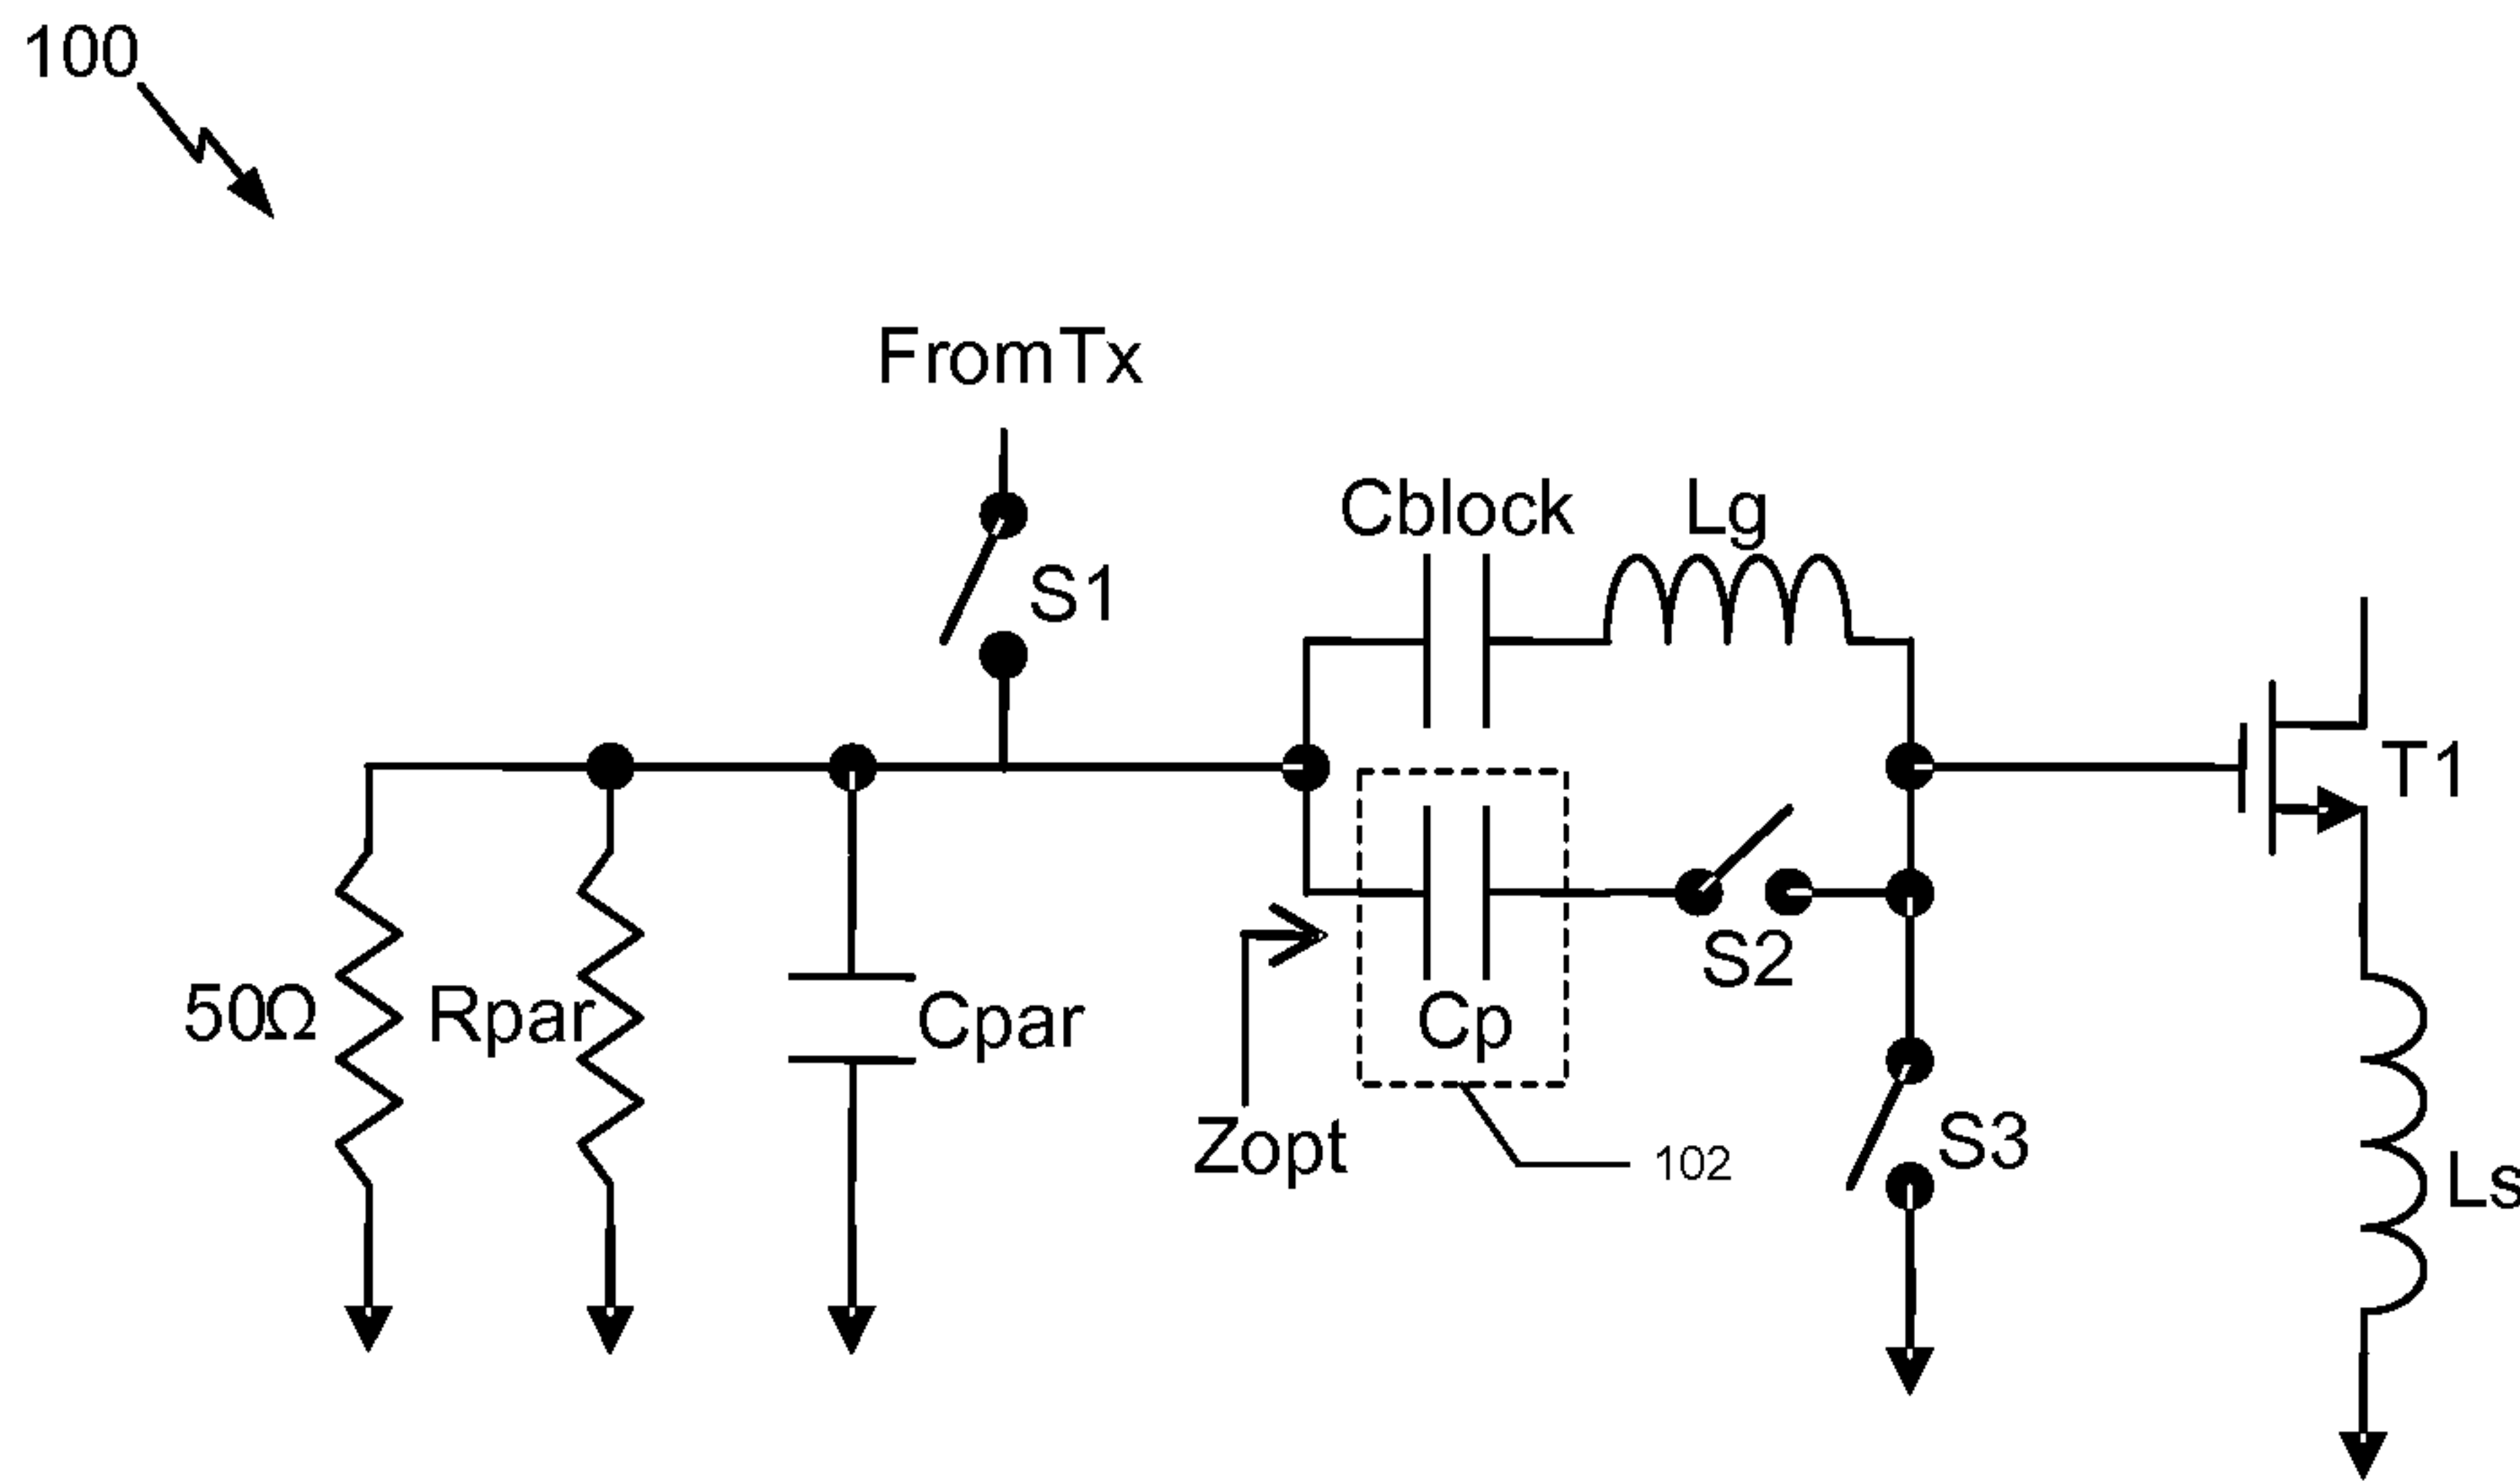 100
FromTx
S1
Cblock
Lg
T1
50Ω
Rpar
Cpar
Cp
S2
Zopt
102
S3
Ls